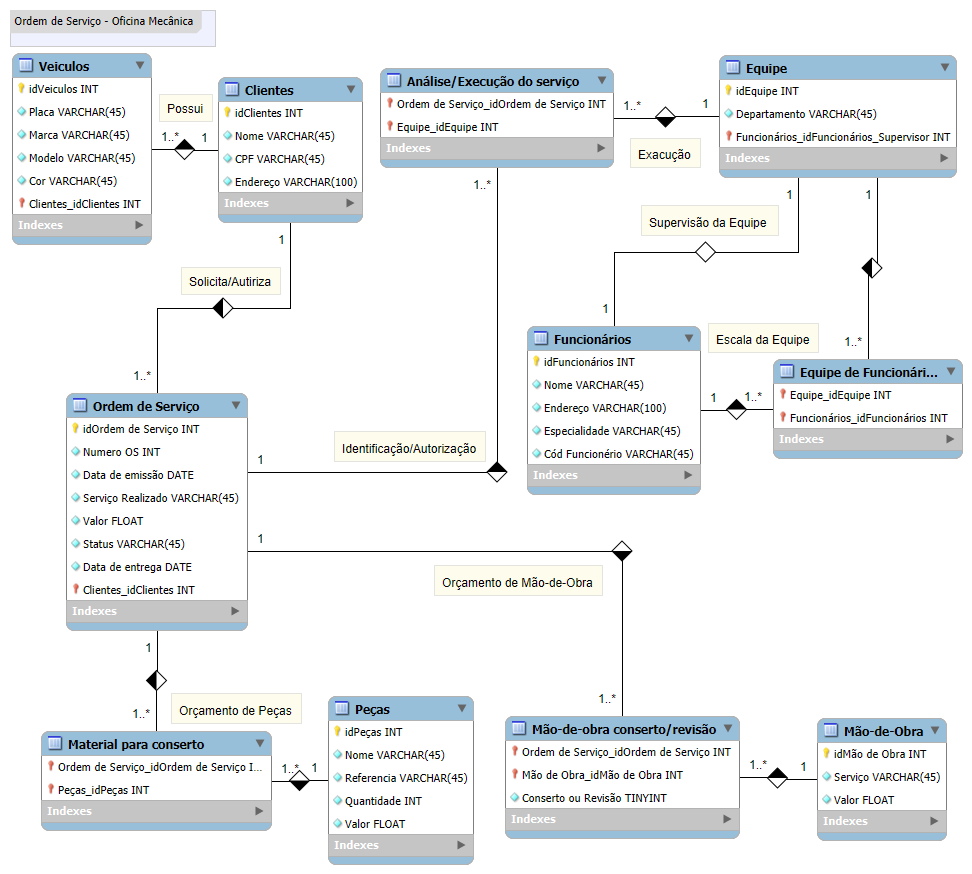 Ordem de Serviço - Oficina Mecânica
Veiculos
idVeiculos INT
Placa VARCHAR(45)
Marca VARCHAR(45)
Modelo VARCHAR(45)
Cor VARCHAR(45)
Clientes_idClientes INT
Indexes
Possui
1..*
1
Clientes
idClientes INT
Nome VARCHAR(45)
CPF VARCHAR(45)
Endereço VARCHAR(100)
Indexes
Análise/Execução do serviço
Ordem de Serviço_idOrdem de Serviço INT
Equipe_idEquipe INT
Indexes
1..*
1
Exacução
Equipe
idEquipe INT
Departamento VARCHAR(45)
Funcionários_idFuncionários_Supervisor INT
Indexes
1
Solicita/Autiriza
1..*
1..*
1
Supervisão da Equipe
1
1
1..*
Funcionários
idFuncionários INT
Nome VARCHAR(45)
Endereço VARCHAR(100)
Especialidade VARCHAR(45)
Cód Funcionério VARCHAR(45)
Indexes
Escala da Equipe
1
1..*
Equipe de Funcionári...
Equipe_idEquipe INT
Funcionários_idFuncionários INT
Indexes
Ordem de Serviço
idOrdem de Serviço INT
Numero OS INT
Data de emissão DATE
Serviço Realizado VARCHAR(45)
Valor FLOAT
Status VARCHAR(45)
Data de entrega DATE
Clientes_idClientes INT
Indexes
1
Identificação/Autorização
1
Orçamento de Mão-de-Obra
1..*
1
1..*
Orçamento de Peças
Material para conserto
Ordem de Serviço_idOrdem de Serviço I...
Peças_idPeças INT
Indexes
1..*
1
Peças
idPeças INT
Nome VARCHAR(45)
Referencia VARCHAR(45)
Quantidade INT
Valor FLOAT
Indexes
Mão-de-obra conserto/revisão
Ordem de Serviço_idOrdem de Serviço INT
Mão de Obra_idMão de Obra INT
Conserto ou Revisão TINYINT
Indexes
1..*
1
Mão-de-Obra
idMão de Obra INT
Serviço VARCHAR(45)
Valor FLOAT
Indexes